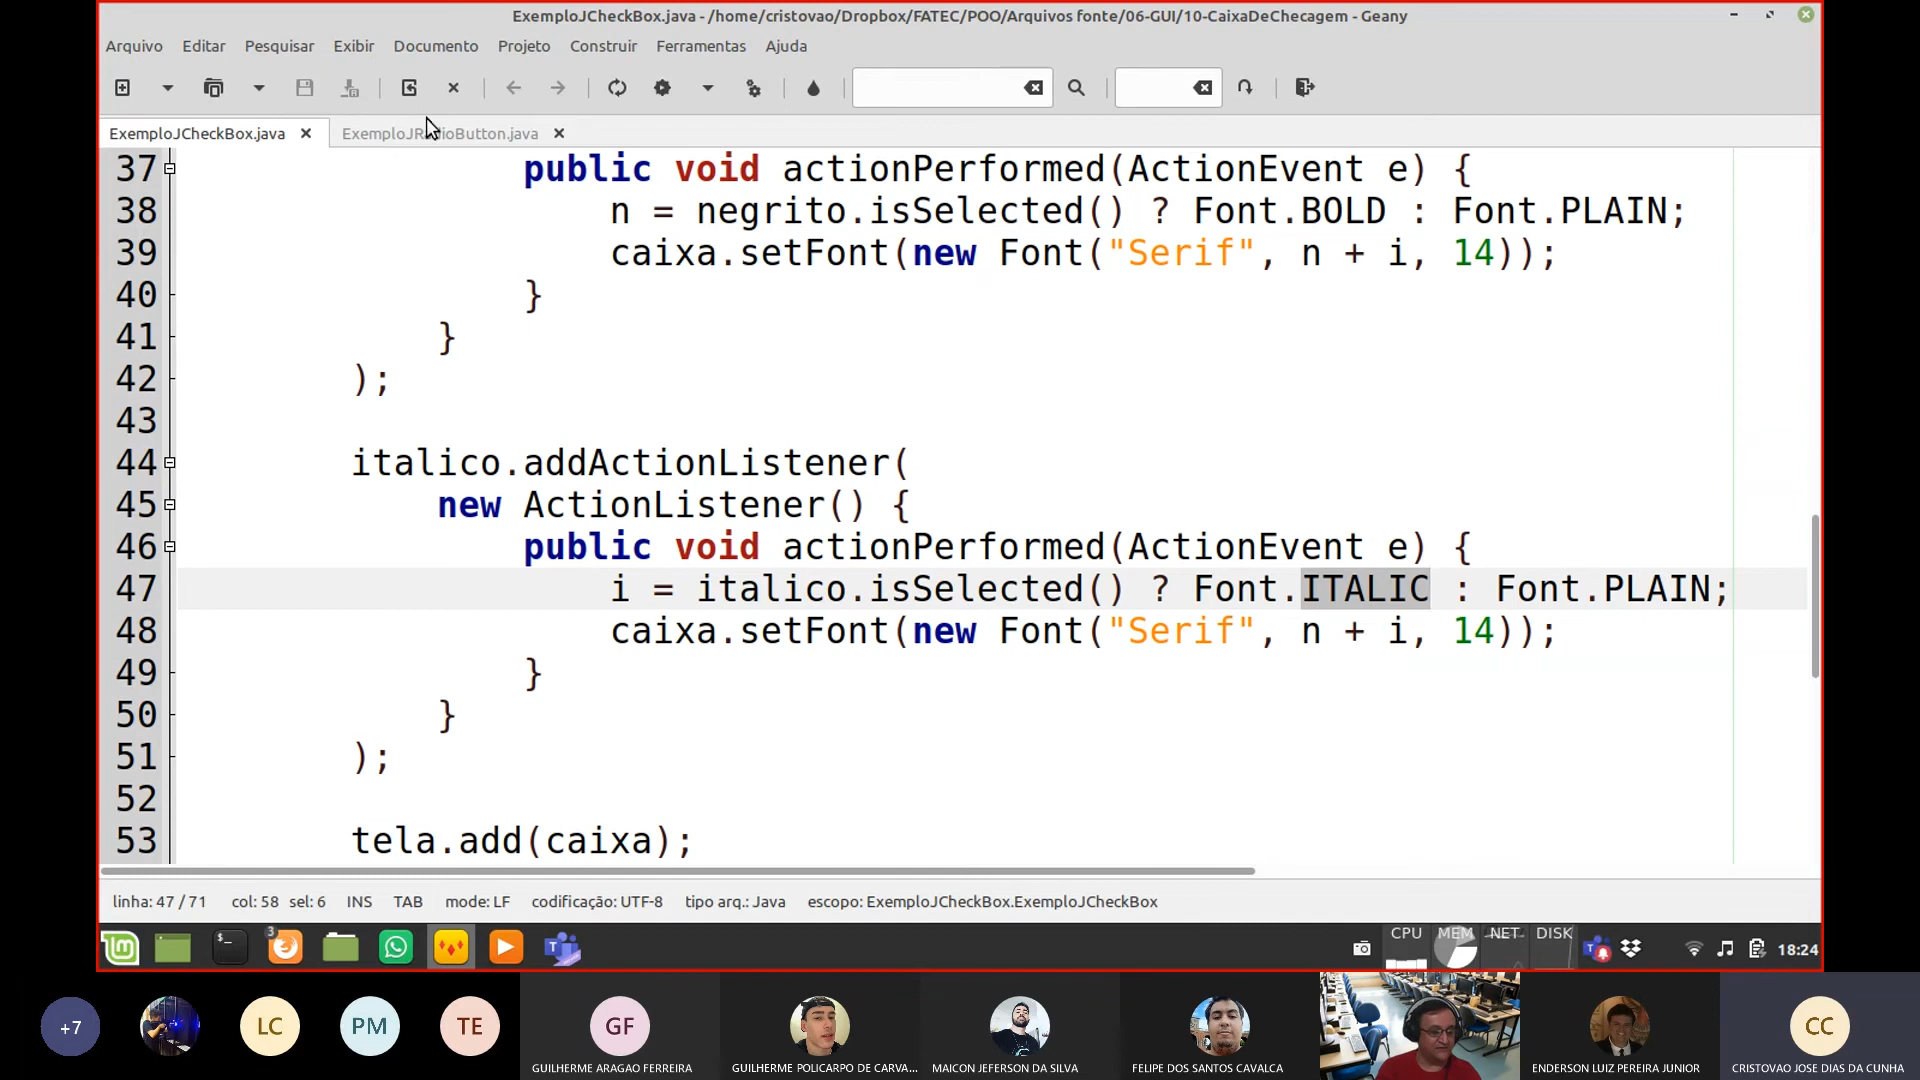 ExemploJCheckBox.java - /home/cristovao/Dropbox/FATEC/POO/Arquivos fonte/06-GUI/10-CaixaDeChecagem - Geany
Arquivo Editar Pesquisar Exibir Documento Projeto Construir Ferramentas Ajuda
ExemploJCheckBox.java ExemploJRadioButton.java
37 public void actionPerformed(ActionEvent e) {
38 n = negrito.isSelected() ? Font.BOLD : Font.PLAIN;
39 caixa.setFont(new Font("Serif", n + i, 14));
40 }
41 }
42 );
43
44 italico.addActionListener(
45 new ActionListener() {
46 public void actionPerformed(ActionEvent e) {
47 i = italico.isSelected() ? Font.ITALIC : Font.PLAIN;
48 caixa.setFont(new Font("Serif", n + i, 14));
49 }
50 }
51 );
52
53 tela.add(caixa);
linha: 47 / 71 col: 58 sel: 6 INS TAB mode: LF codificação: UTF-8 tipo arq.: Java escopo: ExemploJCheckBox.ExemploJCheckBox
3 CPU MEM NET DISK 18:24
+7 LC PM TE GF CC
GUILHERME ARAGAO FERREIRA GUILHERME POLICARPO DE CARVA... MAICON JEFERSON DA SILVA FELIPE DOS SANTOS CAVALCA ENDERSON LUIZ PEREIRA JUNIOR CRISTOVAO JOSE DIAS DA CUNHA